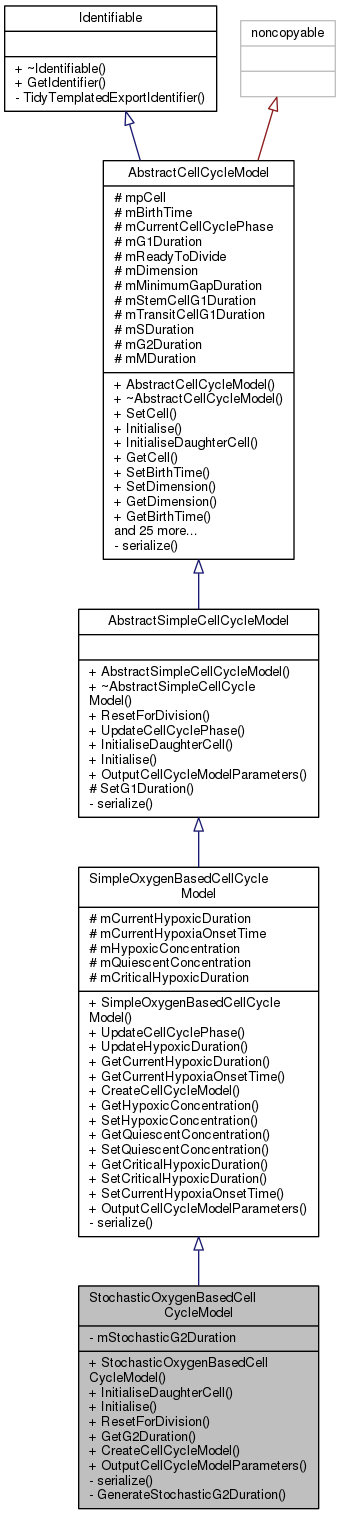 Identifiable
+ ~Identifiable()
+ GetIdentifier()
- TidyTemplatedExportIdentifier()
noncopyable
AbstractCellCycleModel
# mpCell
# mBirthTime
# mCurrentCellCyclePhase
# mG1Duration
# mReadyToDivide
# mDimension
# mMinimumGapDuration
# mStemCellG1Duration
# mTransitCellG1Duration
# mSDuration
# mG2Duration
# mMDuration
+ AbstractCellCycleModel()
+ ~AbstractCellCycleModel()
+ SetCell()
+ Initialise()
+ InitialiseDaughterCell()
+ GetCell()
+ SetBirthTime()
+ SetDimension()
+ GetDimension()
+ GetBirthTime()
and 25 more...
- serialize()
AbstractSimpleCellCycleModel
+ AbstractSimpleCellCycleModel()
+ ~AbstractSimpleCellCycle
Model()
+ ResetForDivision()
+ UpdateCellCyclePhase()
+ InitialiseDaughterCell()
+ Initialise()
+ OutputCellCycleModelParameters()
# SetG1Duration()
- serialize()
SimpleOxygenBasedCellCycle
Model
# mCurrentHypoxicDuration
# mCurrentHypoxiaOnsetTime
# mHypoxicConcentration
# mQuiescentConcentration
# mCriticalHypoxicDuration
+ SimpleOxygenBasedCellCycle
Model()
+ UpdateCellCyclePhase()
+ UpdateHypoxicDuration()
+ GetCurrentHypoxicDuration()
+ GetCurrentHypoxiaOnsetTime()
+ CreateCellCycleModel()
+ GetHypoxicConcentration()
+ SetHypoxicConcentration()
+ GetQuiescentConcentration()
+ SetQuiescentConcentration()
+ GetCriticalHypoxicDuration()
+ SetCriticalHypoxicDuration()
+ SetCurrentHypoxiaOnsetTime()
+ OutputCellCycleModelParameters()
- serialize()
StochasticOxygenBasedCell
CycleModel
- mStochasticG2Duration
+ StochasticOxygenBasedCell
CycleModel()
+ InitialiseDaughterCell()
+ Initialise()
+ ResetForDivision()
+ GetG2Duration()
+ CreateCellCycleModel()
+ OutputCellCycleModelParameters()
- serialize()
- GenerateStochasticG2Duration()